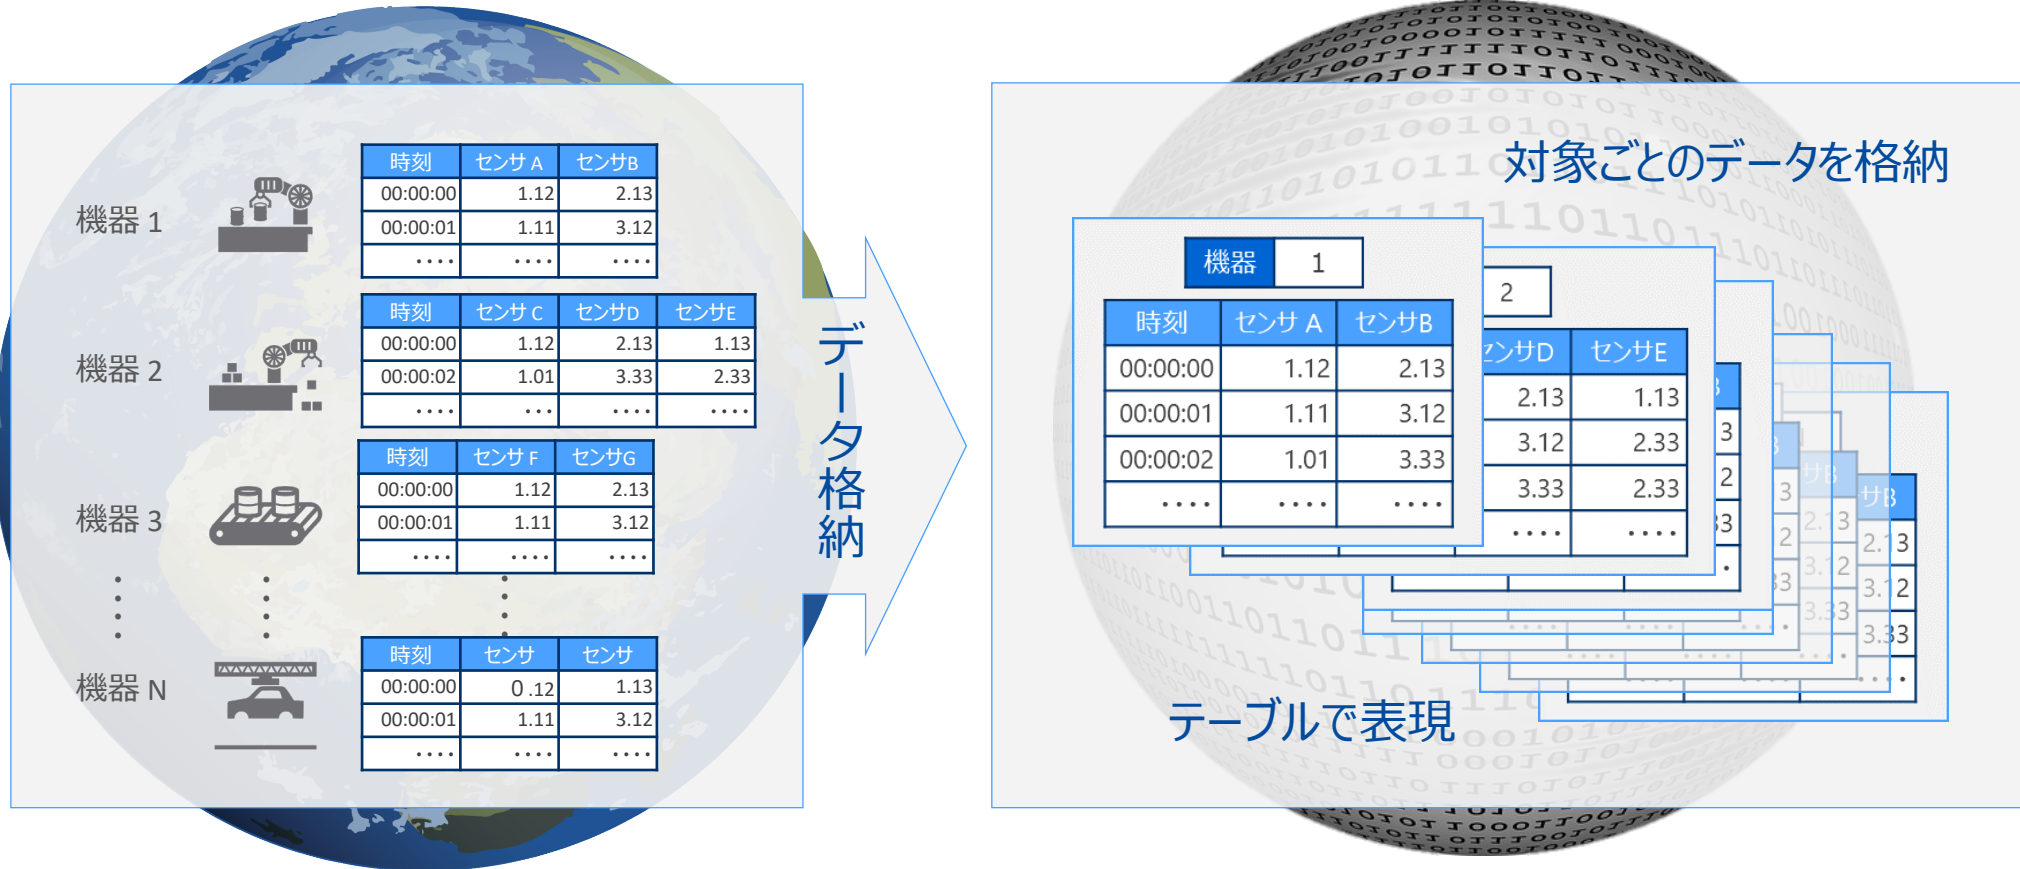 機器 1
時刻 センサ A センサB
00:00:00 1.12 2.13
00:00:01 1.11 3.12
.... .... ....
機器 2
時刻 センサ C センサD センサE
00:00:00 1.12 2.13 1.13
00:00:02 1.01 3.33 2.33
.... ... .... ....
機器 3
時刻 センサ F センサG
00:00:00 1.12 2.13
00:00:01 1.11 3.12
.... .... ....
機器 N
時刻 センサ センサ
00:00:00 0 .12 1.13
00:00:01 1.11 3.12
.... .... ....
データ格納
対象ごとのデータを格納
機器 1
時刻 センサ A センサB
00:00:00 1.12 2.13
00:00:01 1.11 3.12
00:00:02 1.01 3.33
.... .... ....
2
ンサD センサE
2.13 1.13
3.12 2.33
3.33 2.33
.... ....
サB
2.13
3.12
3.33
テーブルで表現